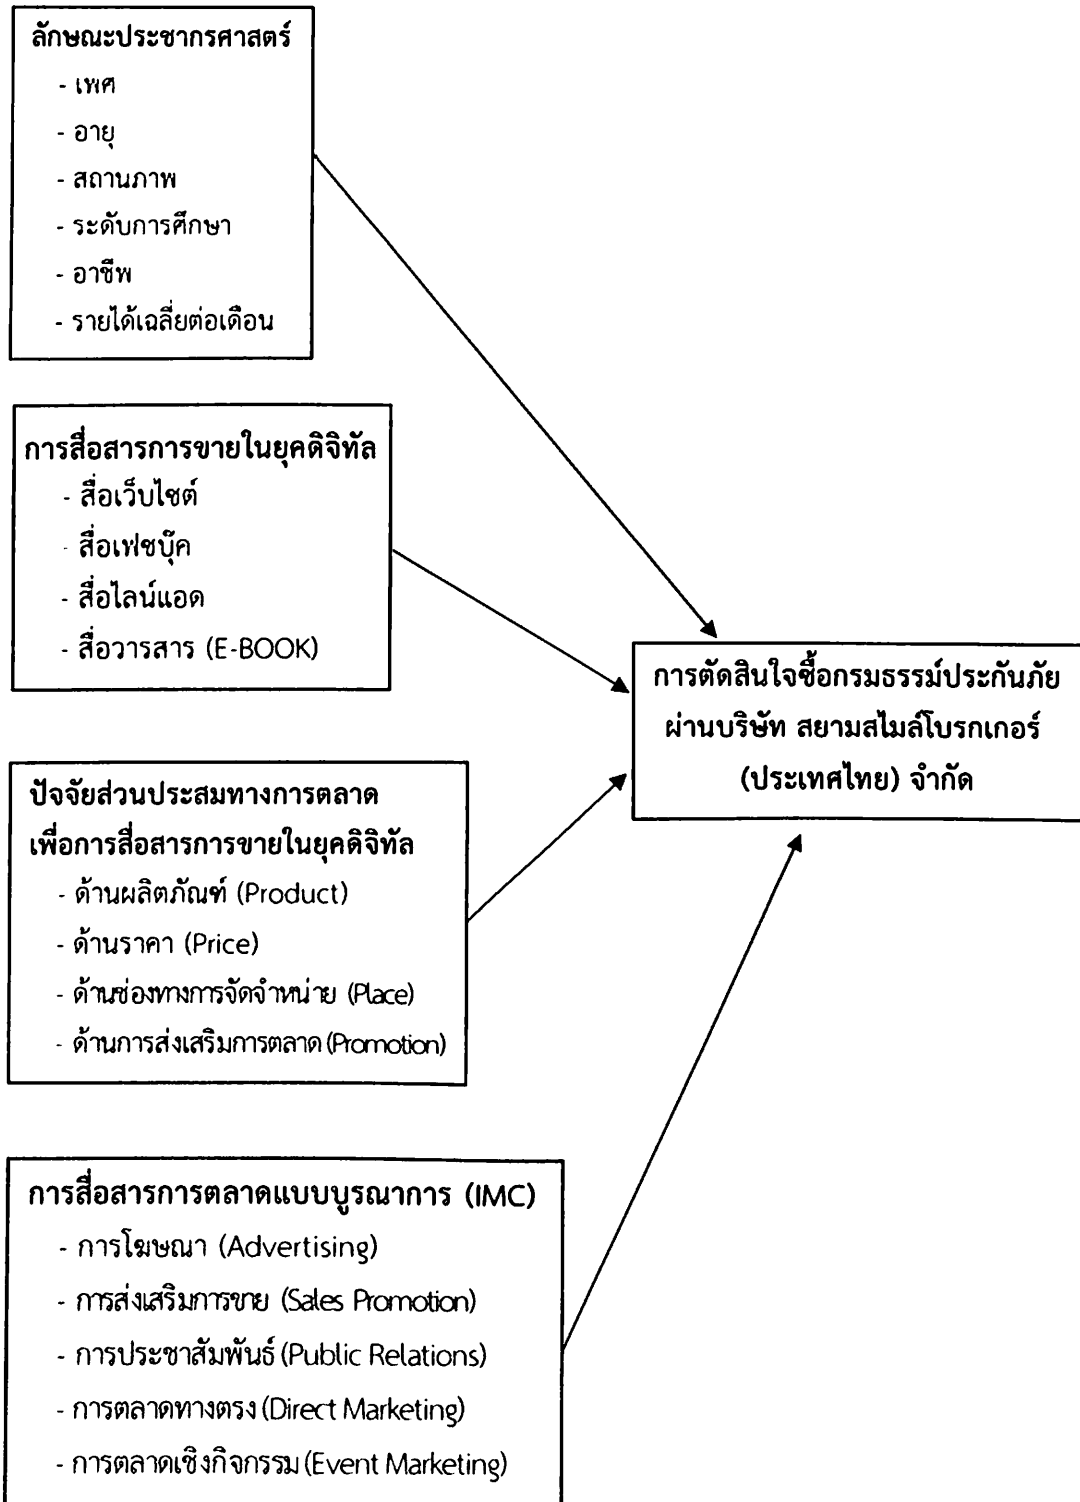 ลักษณะประชากรศาสตร์
- เพศ
- อายุ
- สถานภาพ
- ระดับการศึกษา
- อาชีพ
- รายได้เฉลี่ยต่อเดือน
การสื่อสารการขายในยุคดิจิทัล
- สื่อเว็บไซต์
- สื่อเฟซบุ๊ค
- สื่อไลน์แอด
- สื่อวารสาร (E-BOOK)
การตัดสินใจซื้อกรมธรรม์ประกันภัย
ผ่านบริษัท สยามสไมล์โบรกเกอร์
(ประเทศไทย) จำกัด
ปัจจัยส่วนประสมทางการตลาด
เพื่อการสื่อสารการขายในยุคดิจิทัล
- ด้านผลิตภัณฑ์ (Product)
- ด้านราคา (Price)
- ด้านช่องทางการจัดจำหน่าย (Place)
- ด้านการส่งเสริมการตลาด (Promotion)
การสื่อสารการตลาดแบบบูรณาการ (IMC)
- การโฆษณา (Advertising)
- การส่งเสริมการขาย (Sales Promotion)
- การประชาสัมพันธ์ (Public Relations)
- การตลาดทางตรง (Direct Marketing)
- การตลาดเชิงกิจกรรม (Event Marketing)